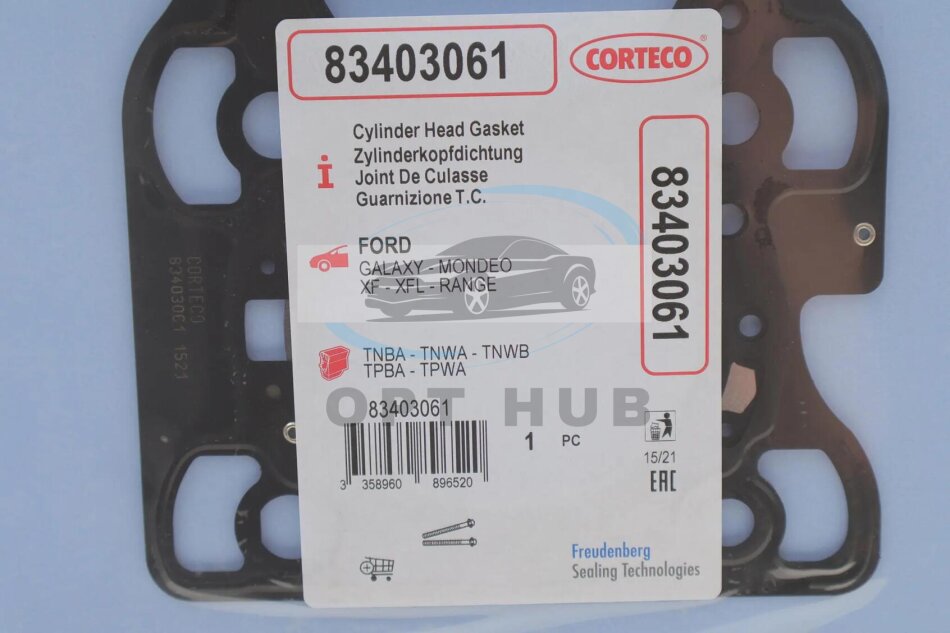 83403061
CORTECO®
Cylinder Head Gasket
Zylinderkopfdichtung
Joint De Culasse
Guarnizione T.C.
i
83403061
FORD
GALAXY - MONDEO
XF - XFL - RANGE
TNBA - TNWA - TNWB
TPBA - TPWA
OPT HUB
83403061
1 PC
3 358960 896520
15/21
EAC
Freudenberg
Sealing Technologies
CORTECO
83403061 1521